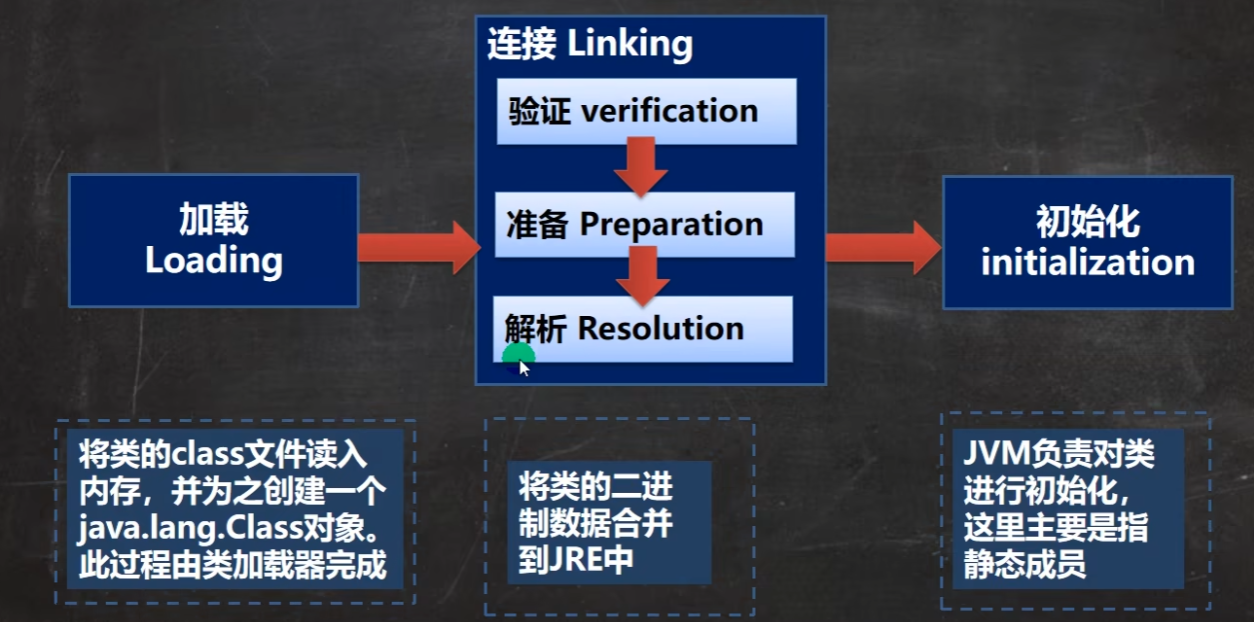 连接 Linking
验证 verification
准备 Preparation
解析 Resolution
加载
Loading
初始化
initialization
将类的class文件读入
内存，并为之创建一个
java.lang.Class对象。
此过程由类加载器完成
将类的二进
制数据合并
到JRE中
JVM负责对类
进行初始化，
这里主要是指
静态成员